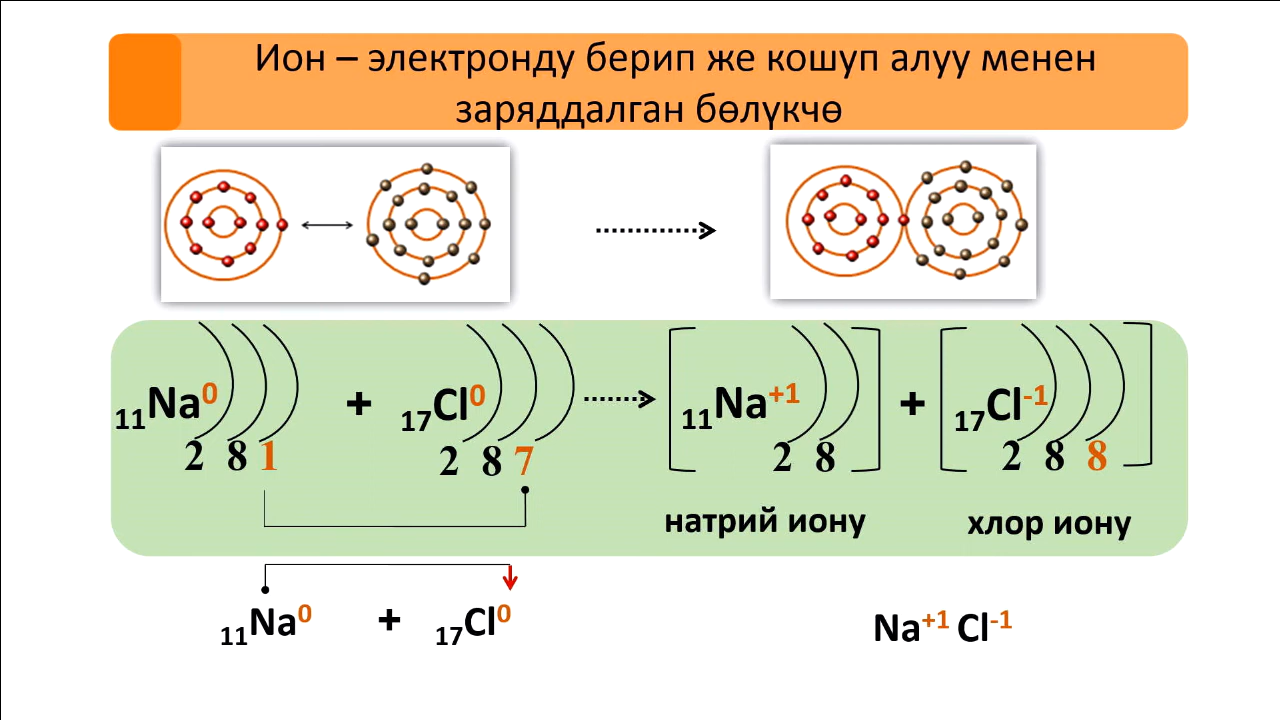 Ион – электронду берип же кошуп алуу менен
заряддалган бөлүкчө
₁₁Na⁰ + ₁₇Cl⁰ ₁₁Na⁺¹ + ₁₇Cl⁻¹
2 8 1 2 8 7 2 8 2 8 8
натрий иону хлор иону
₁₁Na⁰ + ₁₇Cl⁰ Na⁺¹ Cl⁻¹